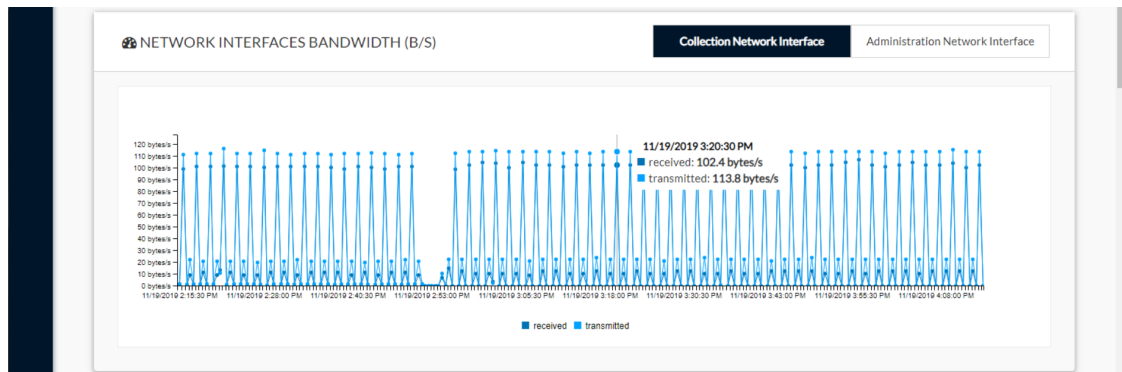 NETWORK INTERFACES BANDWIDTH (B/S)
Collection Network Interface
Administration Network Interface
120 bytes/s
110 bytes/s
100 bytes/s
90 bytes/s
80 bytes/s
70 bytes/s
60 bytes/s
50 bytes/s
40 bytes/s
30 bytes/s
20 bytes/s
10 bytes/s
0 bytes/s
11/19/2019 3:20:30 PM
received: 102.4 bytes/s
transmitted: 113.8 bytes/s
11/19/2019 2:15:30 PM 11/19/2019 2:28:00 PM 11/19/2019 2:40:30 PM 11/19/2019 2:53:00 PM 11/19/2019 3:05:30 PM 11/19/2019 3:18:00 PM 11/19/2019 3:30:30 PM 11/19/2019 3:43:00 PM 11/19/2019 3:55:30 PM 11/19/2019 4:08:00 PM
received transmitted